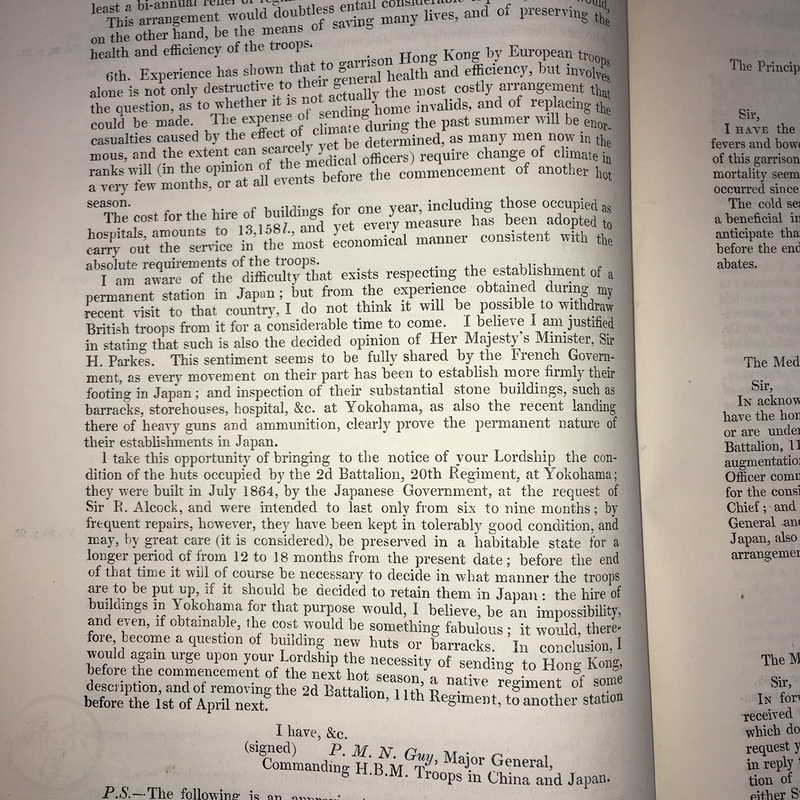 least a bi-annual relief of
This arrangement would doubtless entail
on the other hand, be the means of saving many lives, and of preserving the
health and efficiency of the troops.
6th. Experience has shown that to garrison Hong Kong by European troops
alone is not only destructive to their general health and efficiency, but involves
the question, as to whether it is not actually the most costly arrangement that
could be made. The expense of sending home invalids, and of replacing the
casualties caused by the effect of climate during the past summer will be enor-
mous, and the extent can scarcely yet be determined, as many men now in the
ranks will (in the opinion of the medical officers) require change of climate in
a very few months, or at all events before the commencement of another hot
season.
The cost for the hire of buildings for one year, including those occupied as
hospitals, amounts to 13,158l., and yet every measure has been adopted to
carry out the service in the most economical manner consistent with the
absolute requirements of the troops.
I am aware of the difficulty that exists respecting the establishment of a
permanent station in Japan; but from the experience obtained during my
recent visit to that country, I do not think it will be possible to withdraw
British troops from it for a considerable time to come. I believe I am justified
in stating that such is also the decided opinion of Her Majesty's Minister, Sir
H. Parkes. This sentiment seems to be fully shared by the French Govern-
ment, as every movement on their part has been to establish more firmly their
footing in Japan; and inspection of their substantial stone buildings, such as
barracks, storehouses, hospital, &c. at Yokohama, as also the recent landing
there of heavy guns and ammunition, clearly prove the permanent nature of
their establishments in Japan.
I take this opportunity of bringing to the notice of your Lordship the con-
dition of the huts occupied by the 2d Battalion, 20th Regiment, at Yokohama;
they were built in July 1864, by the Japanese Government, at the request of
Sir R. Alcock, and were intended to last only from six to nine months; by
frequent repairs, however, they have been kept in tolerably good condition, and
may, by great care (it is considered), be preserved in a habitable state for a
longer period of from 12 to 18 months from the present date; before the end
of that time it will of course be necessary to decide in what manner the troops
are to be put up, if it should be decided to retain them in Japan: the hire of
buildings in Yokohama for that purpose would, I believe, be an impossibility,
and even, if obtainable, the cost would be something fabulous; it would, there-
fore, become a question of building new huts or barracks. In conclusion, I
would again urge upon your Lordship the necessity of sending to Hong Kong,
before the commencement of the next hot season, a native regiment of some
description, and of removing the 2d Battalion, 11th Regiment, to another station
before the 1st of April next.
I have, &c.
(signed) P. M. N. Guy, Major General,
Commanding H.B.M. Troops in China and Japan.
P.S.—The following is an
The Princip
Sir,
I HAVE the
fevers and bowe
of this garrison
mortality seem
occurred since
The cold sea
a beneficial in
anticipate tha
before the end
abates.
The Med
Sir,
IN acknow
have the hon
or are under
Battalion, 11
augmentatio
Officer comm
for the consi
Chief; and
General and
Japan, also
arrangemen
The M
Sir,
IN forw
received
which do
request y
in reply
tion of
either S